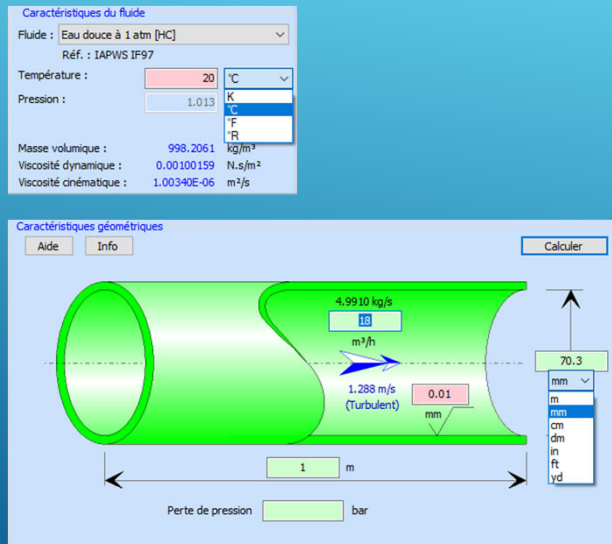 Caractéristiques du fluide
Fluide : Eau douce à 1 atm [HC]
Réf. : IAPWS IF97
Température : 20 °C
Pression : 1.013
K
°C
°F
°R
Masse volumique : 998.2061 kg/m³
Viscosité dynamique : 0.00100159 N.s/m²
Viscosité cinématique : 1.00340E-06 m²/s
Caractéristiques géométriques
Aide Info Calculer
4.9910 kg/s
18
m³/h
70.3
mm
1.288 m/s
(Turbulent)
0.01
mm
m
mm
cm
dm
in
ft
yd
1 m
Perte de pression bar